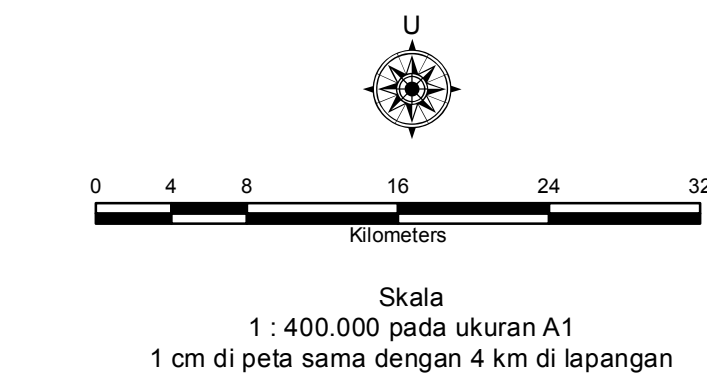 U
0 4 8 16 24 32
Kilometers
Skala
1 : 400.000 pada ukuran A1
1 cm di peta sama dengan 4 km di lapangan